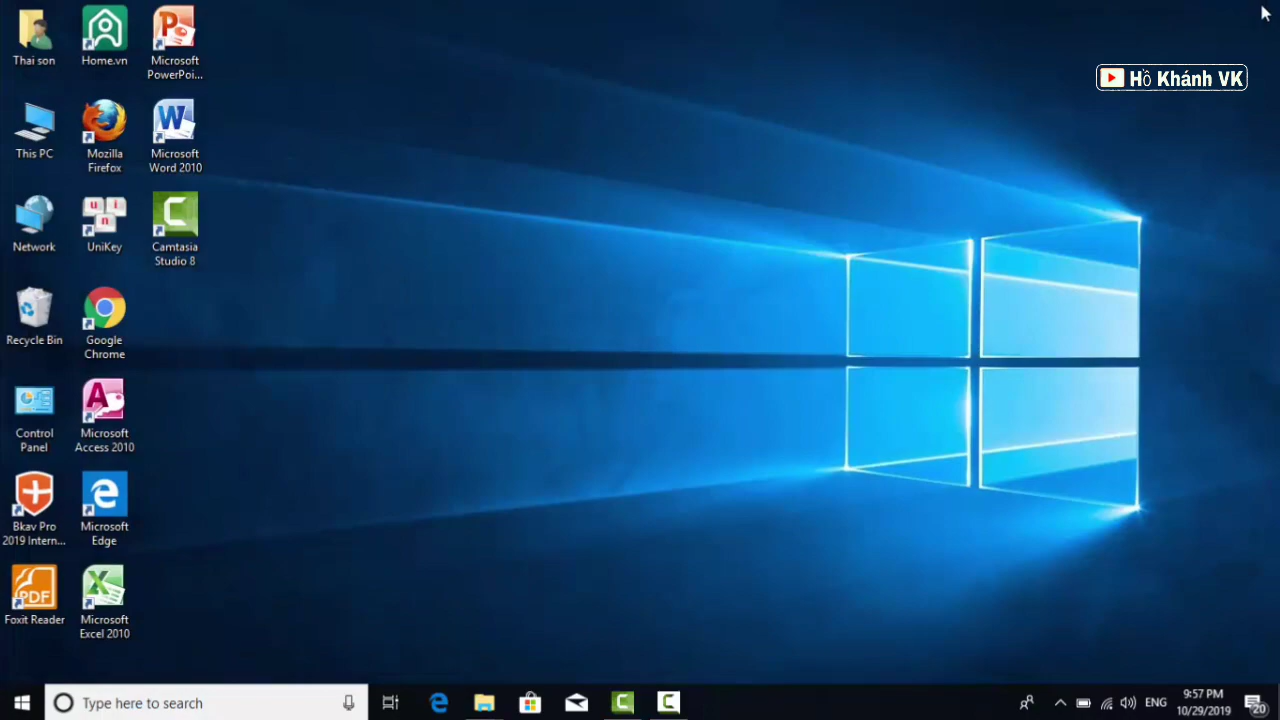 Thai son
Home.vn
Microsoft
PowerPoi...
Hồ Khánh VK
This PC
Mozilla
Firefox
Microsoft
Word 2010
Network
UniKey
Camtasia
Studio 8
Recycle Bin
Google
Chrome
Control
Panel
Microsoft
Access 2010
Bkav Pro
2019 Intern...
Microsoft
Edge
PDF
Foxit Reader
Microsoft
Excel 2010
Type here to search
ENG
9:57 PM
10/29/2019
20